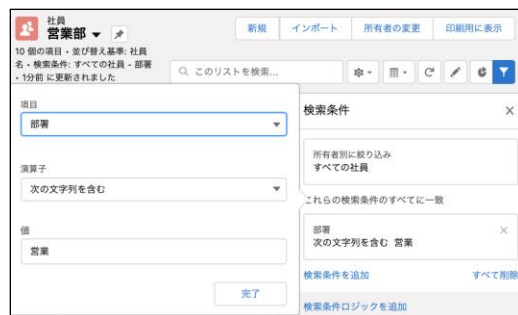 社員
営業部
新規
インポート
所有者の変更
印刷用に表示
10 個の項目・並び替え基準: 社員
名・検索条件: すべての社員 - 部署
・1分前 に更新されました
このリストを検索...
項目
部署
演算子
次の文字列を含む
値
営業
完了
検索条件
所有者別に絞り込み
すべての社員
これらの検索条件のすべてに一致
部署
次の文字列を含む 営業
検索条件を追加
すべて削除
検索条件ロジックを追加